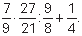 7/9 · 27/21 : 9/8 + 1/4.